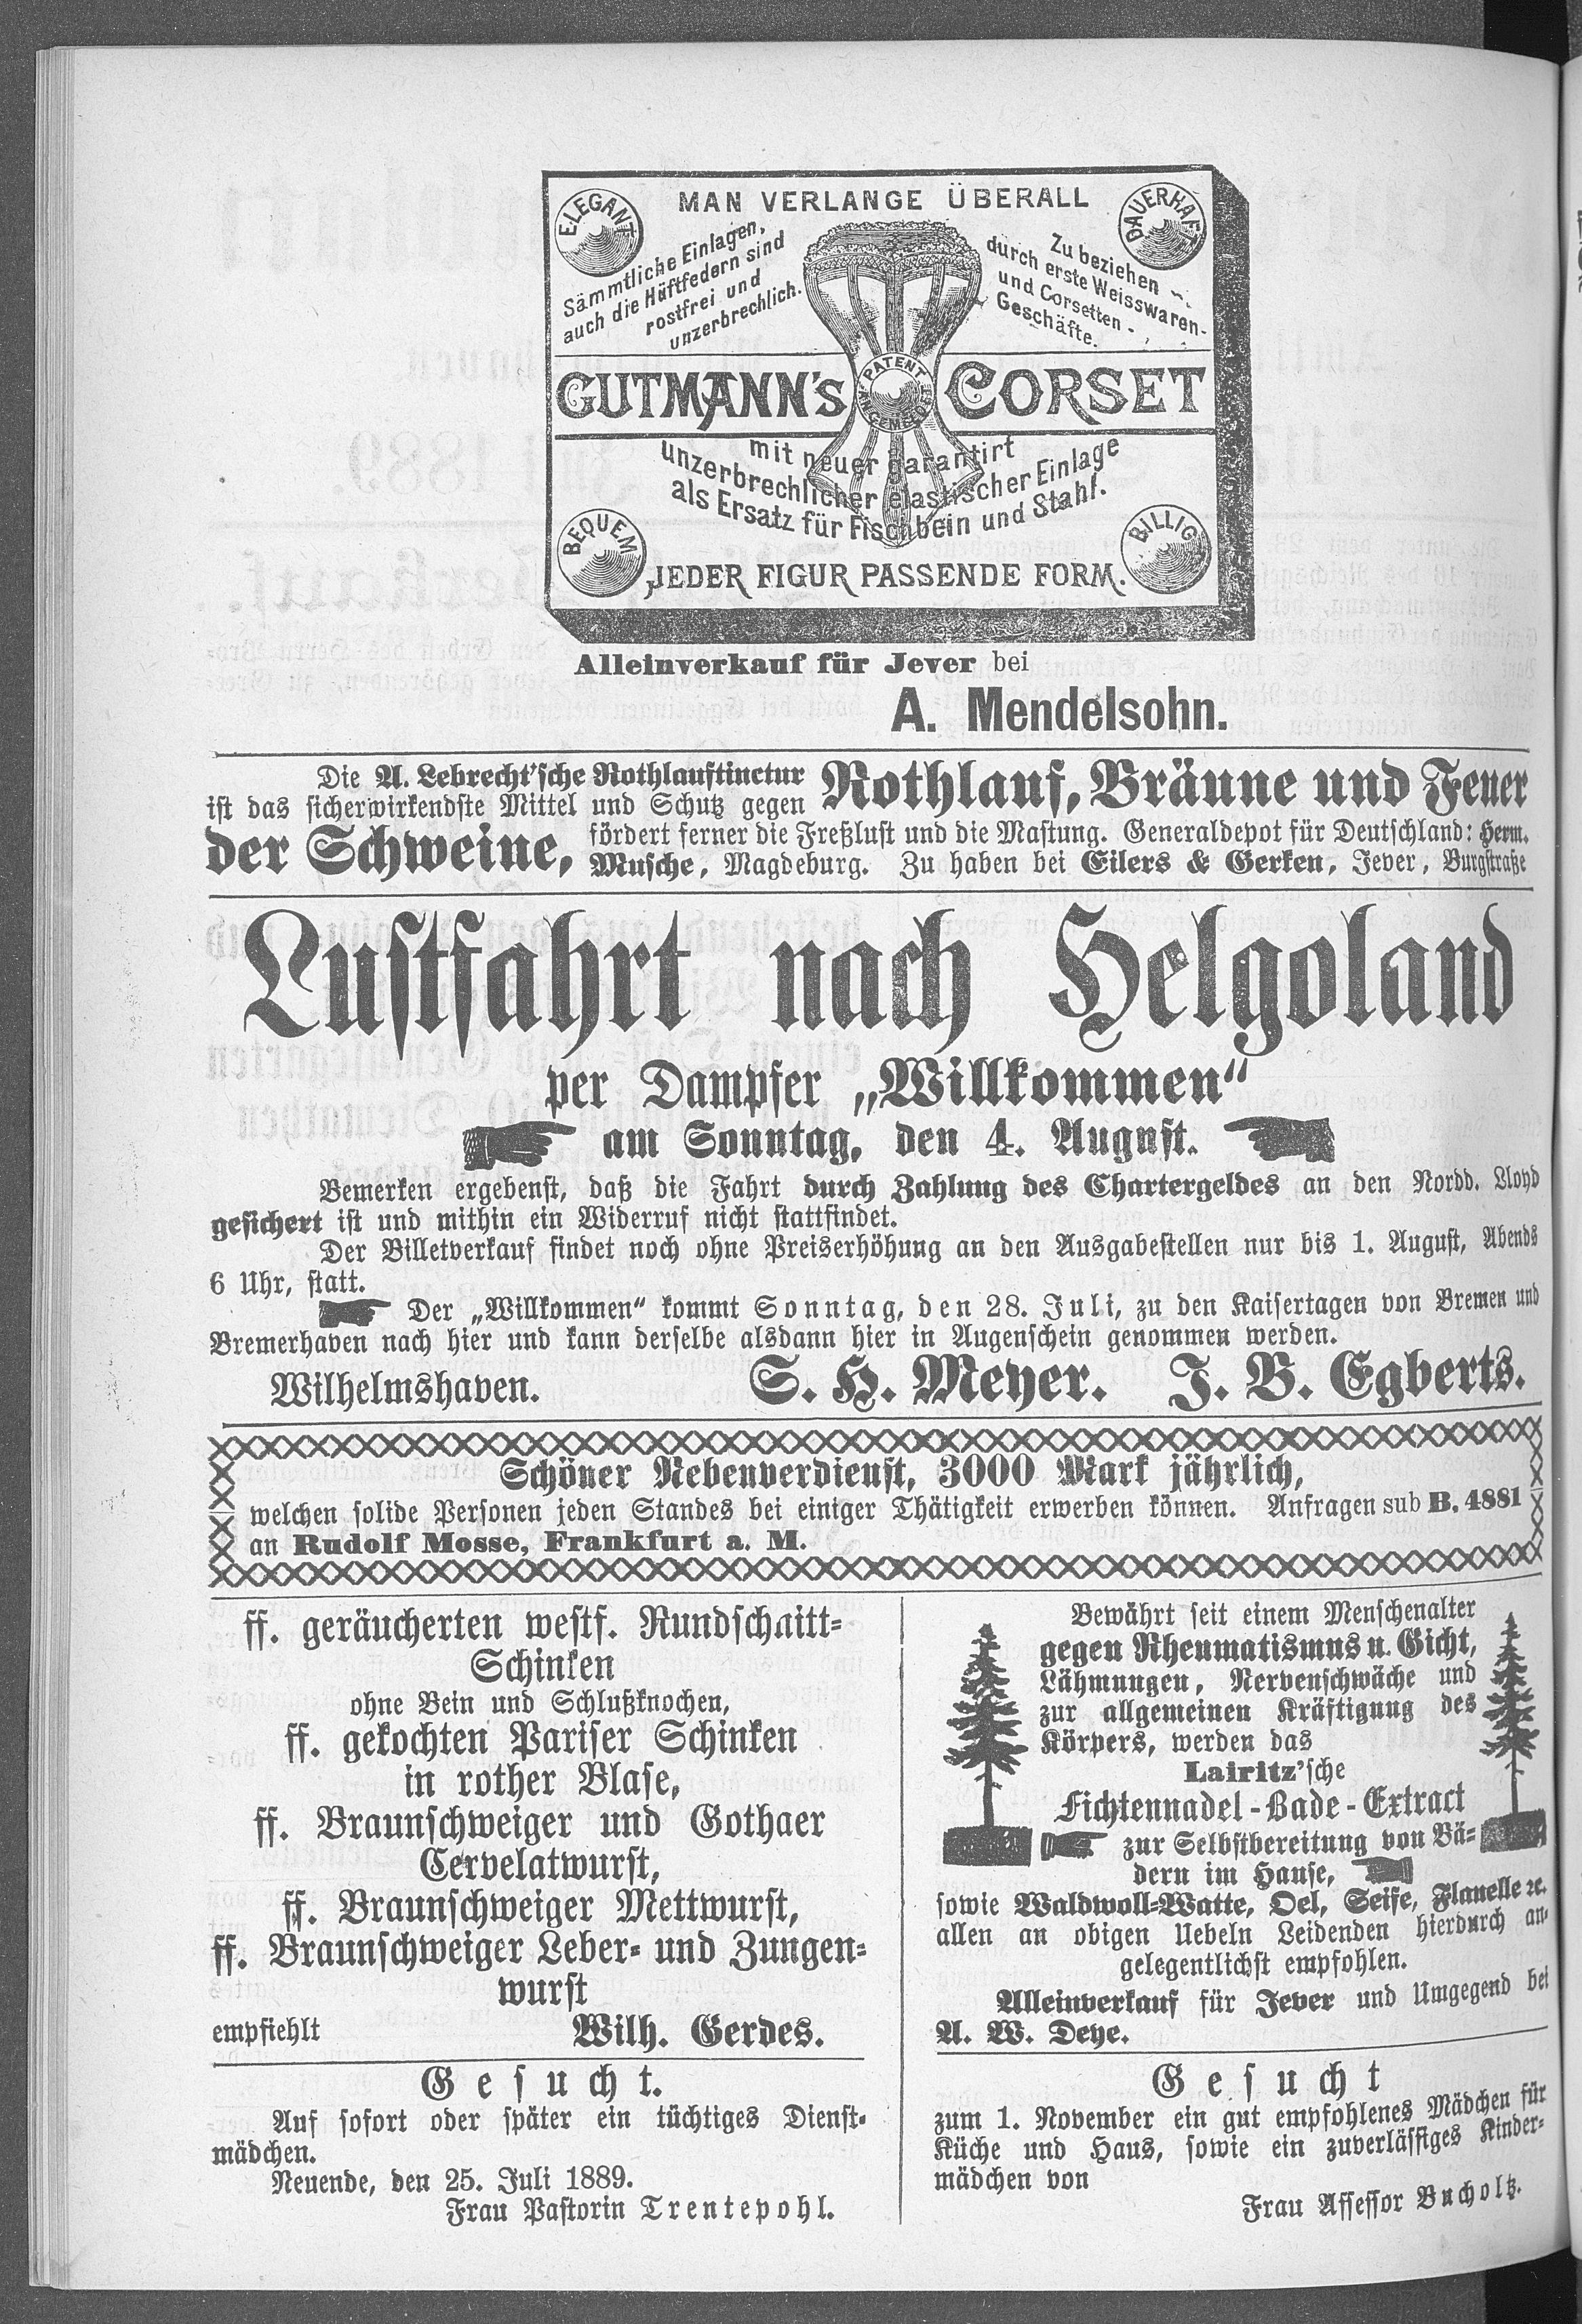 MAN VERLANGE ÜBERALL
ELEGANT
DAUERHAFT
Sämmtliche Einlagen,
auch die Hüftfedern sind
rostfrei und
unzerbrechlich.
Zu beziehen
durch erste Weisswaren-
und Corsetten-
Geschäfte.
GUTMANN'S CORSET
PATENT
ANGEMELDET
mit neuer garantirt
unzerbrechlicher elastischer Einlage
als Ersatz für Fischbein und Stahl.
BEQUEM
BILLIG
JEDER FIGUR PASSENDE FORM.
Alleinverkauf für Jever bei
A. Mendelsohn.
Die A. Lebrecht'sche Rothlauftinctur
ist das sicherwirkendste Mittel und Schutz gegen Rothlauf, Bräune und Feuer
der Schweine, fördert ferner die Freßlust und die Mastung. Generaldepot für Deutschland: Herm.
Musche, Magdeburg. Zu haben bei Eilers & Gerken, Jever, Burgstraße
Lustfahrt nach Helgoland
per Dampfer „Willkommen“
am Sonntag, den 4. August.
Bemerken ergebenst, daß die Fahrt durch Zahlung des Chartergeldes an den Nordd. Lloyd
gesichert ist und mithin ein Widerruf nicht stattfindet.
Der Billetverkauf findet noch ohne Preiserhöhung an den Ausgabestellen nur bis 1. August, Abends
6 Uhr, statt.
Der „Willkommen“ kommt Sonntag, den 28. Juli, zu den Kaisertagen von Bremen und
Bremerhaven nach hier und kann derselbe alsdann hier in Augenschein genommen werden.
Wilhelmshaven. S. H. Meyer. J. B. Egberts.
Schöner Nebenverdienst, 3000 Mark jährlich,
welchen solide Personen jeden Standes bei einiger Thätigkeit erwerben können. Anfragen sub B. 4881
an Rudolf Mosse, Frankfurt a. M.
ff. geräucherten westf. Rundschnitt-
Schinken
ohne Bein und Schlußknochen,
ff. gekochten Pariser Schinken
in rother Blase,
ff. Braunschweiger und Gothaer
Cervelatwurst,
ff. Braunschweiger Mettwurst,
ff. Braunschweiger Leber- und Zungen-
wurst
empfiehlt Wilh. Gerdes.
Gesucht.
Auf sofort oder später ein tüchtiges Dienst-
mädchen.
Neuende, den 25. Juli 1889.
Frau Pastorin Trentepohl.
Bewährt seit einem Menschenalter
gegen Rheumatismus u. Gicht,
Lähmungen, Nervenschwäche und
zur allgemeinen Kräftigung des
Körpers, werden das
Lairitz'sche
Fichtennadel-Bade-Extract
zur Selbstbereitung von Bä-
dern im Hause,
sowie Waldwoll-Watte, Oel, Seife, Flanelle ꝛc.
allen an obigen Uebeln Leidenden hierdurch an-
gelegentlichst empfohlen.
Alleinverkauf für Jever und Umgegend bei
A. W. Deye.
Gesucht
zum 1. November ein gut empfohlenes Mädchen für
Küche und Haus, sowie ein zuverlässiges Kinder-
mädchen von
Frau Assessor Bucholtz.